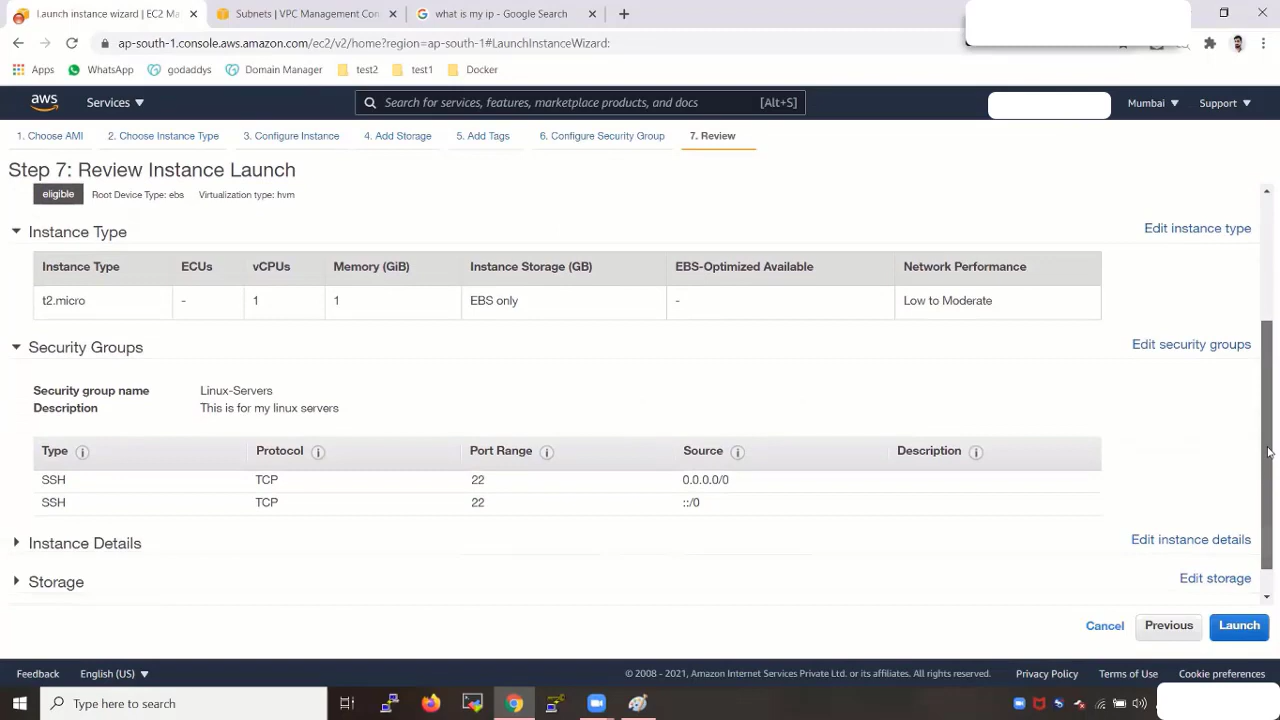 Launch instance wizard | EC2 Ma
Subnets | VPC Management Con
what is my ip - Google Search
ap-south-1.console.aws.amazon.com/ec2/v2/home?region=ap-south-1#LaunchInstanceWizard:
Apps WhatsApp godaddys Domain Manager test2 test1 Docker
aws Services Search for services, features, marketplace products, and docs [Alt+S] Mumbai Support
1. Choose AMI 2. Choose Instance Type 3. Configure Instance 4. Add Storage 5. Add Tags 6. Configure Security Group 7. Review
Step 7: Review Instance Launch
eligible Root Device Type: ebs Virtualization type: hvm
Instance Type Edit instance type
Instance Type ECUs vCPUs Memory (GiB) Instance Storage (GB) EBS-Optimized Available Network Performance
t2.micro - 1 1 EBS only - Low to Moderate
Security Groups Edit security groups
Security group name Linux-Servers
Description This is for my linux servers
Type Protocol Port Range Source Description
SSH TCP 22 0.0.0.0/0
SSH TCP 22 ::/0
Instance Details Edit instance details
Storage Edit storage
Cancel Previous Launch
Feedback English (US) © 2008 - 2021, Amazon Internet Services Private Ltd. or its affiliates. All rights reserved. Privacy Policy Terms of Use Cookie preferences
Type here to search